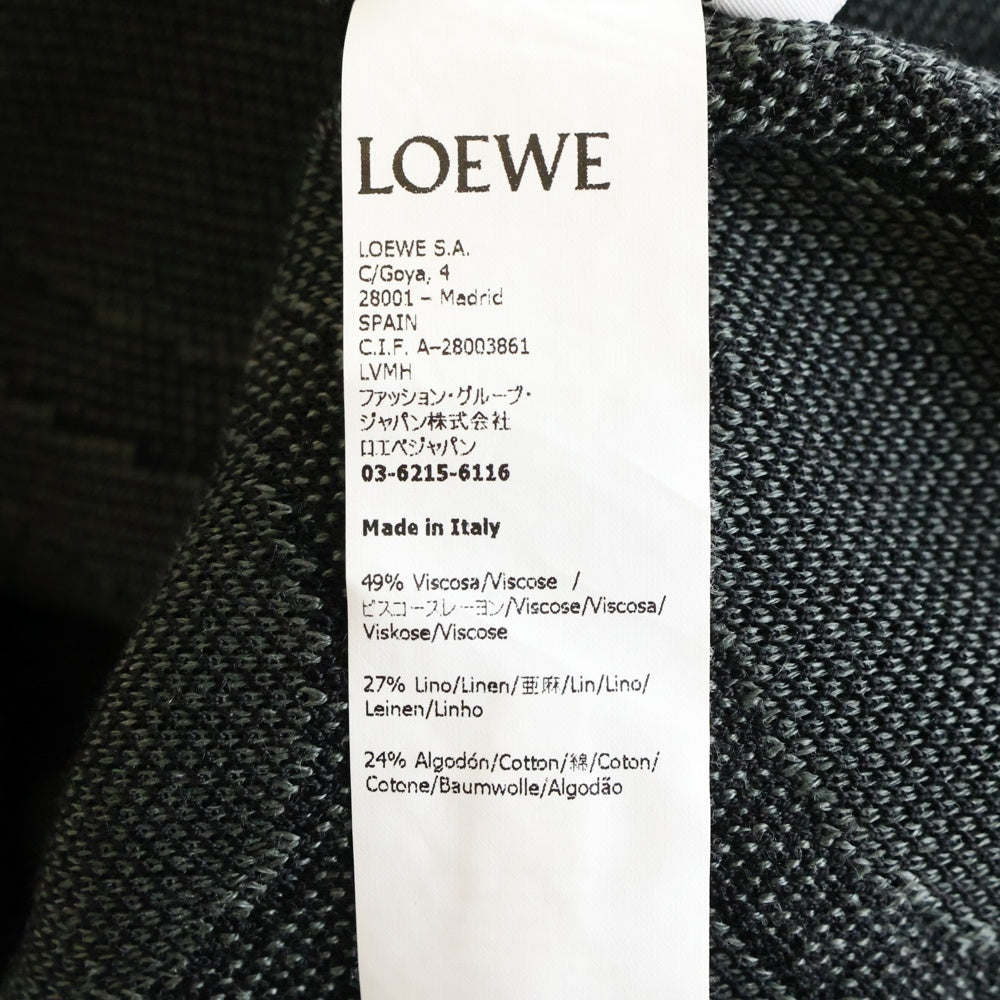 LOEWE
LOEWE S.A.
C/Goya, 4
28001 – Madrid
SPAIN
C.I.F. A–28003861
LVMH
ファッション・グループ・
ジャパン株式会社
ロエベジャパン
03-6215-6116
Made in Italy
49% Viscosa/Viscose /
ビスコースレーヨン/Viscose/Viscosa/
Viskose/Viscose
27% Lino/Linen/亜麻/Lin/Lino/
Leinen/Linho
24% Algodón/Cotton/綿/Coton/
Cotone/Baumwolle/Algodão